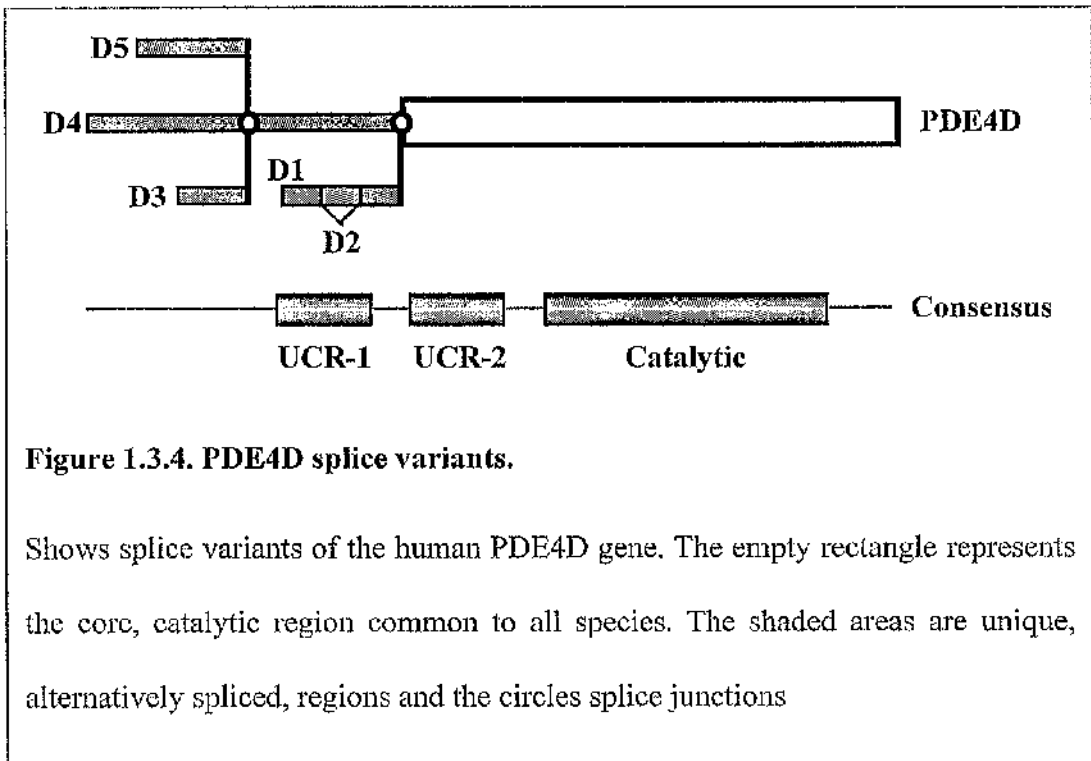 D5
D4
PDE4D
D3
D1
D2
Consensus
UCR-1 UCR-2 Catalytic
Figure 1.3.4. PDE4D splice variants.
Shows splice variants of the human PDE4D gene. The empty rectangle represents
the core, catalytic region common to all species. The shaded areas are unique,
alternatively spliced, regions and the circles splice junctions